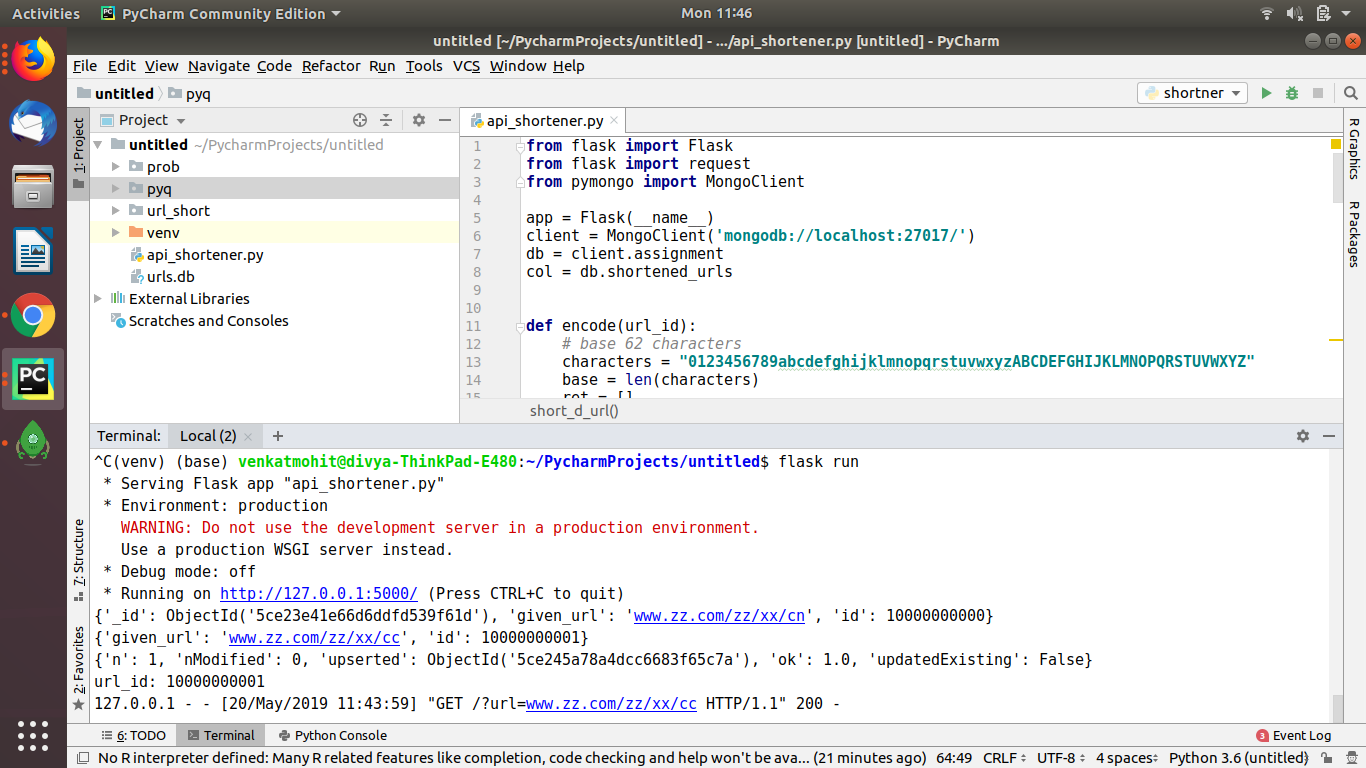 Activities PyCharm Community Edition Mon 11:46
untitled [~/PycharmProjects/untitled] - .../api_shortener.py [untitled] - PyCharm
File Edit View Navigate Code Refactor Run Tools VCS Window Help
untitled pyq shortner
1: Project
Project
untitled ~/PycharmProjects/untitled
prob
pyq
url_short
venv
api_shortener.py
urls.db
External Libraries
Scratches and Consoles
api_shortener.py
1 from flask import Flask
2 from flask import request
3 from pymongo import MongoClient
4
5 app = Flask(__name__)
6 client = MongoClient('mongodb://localhost:27017/')
7 db = client.assignment
8 col = db.shortened_urls
9
10
11 def encode(url_id):
12 # base 62 characters
13 characters = "0123456789abcdefghijklmnopqrstuvwxyzABCDEFGHIJKLMNOPQRSTUVWXYZ"
14 base = len(characters)
15 ret = []
short_d_url()
R Graphics
R Packages
Terminal: Local (2) +
^C(venv) (base) venkatmohit@divya-ThinkPad-E480:~/PycharmProjects/untitled$ flask run
* Serving Flask app "api_shortener.py"
* Environment: production
WARNING: Do not use the development server in a production environment.
Use a production WSGI server instead.
* Debug mode: off
* Running on http://127.0.0.1:5000/ (Press CTRL+C to quit)
{'_id': ObjectId('5ce23e41e66d6ddfd539f61d'), 'given_url': 'www.zz.com/zz/xx/cn', 'id': 10000000000}
{'given_url': 'www.zz.com/zz/xx/cc', 'id': 10000000001}
{'n': 1, 'nModified': 0, 'upserted': ObjectId('5ce245a78a4dcc6683f65c7a'), 'ok': 1.0, 'updatedExisting': False}
url_id: 10000000001
127.0.0.1 - - [20/May/2019 11:43:59] "GET /?url=www.zz.com/zz/xx/cc HTTP/1.1" 200 -
7: Structure
2: Favorites
6: TODO Terminal Python Console 3 Event Log
No R interpreter defined: Many R related features like completion, code checking and help won't be ava... (21 minutes ago) 64:49 CRLF UTF-8 4 spaces Python 3.6 (untitled)